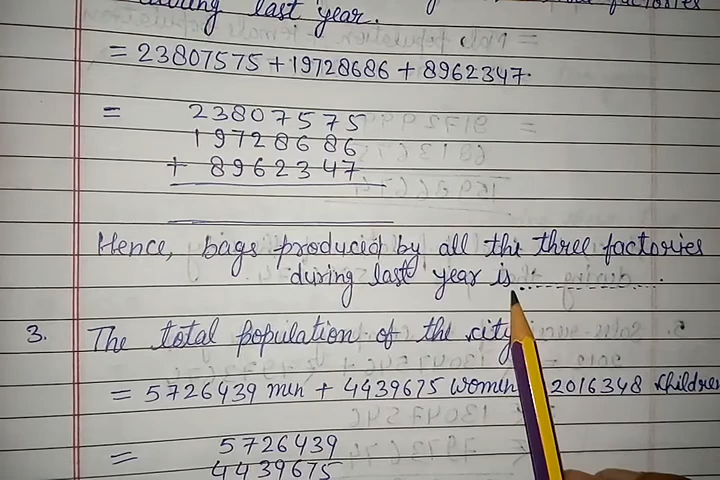 last year.
= 23807575 + 19728686 + 8962347.
= 23807575
19728686
+ 8962347
Hence, bags produced by all the three factories
during last year is
3. The total population of the city
= 5726439 men + 4439675 women 2016348 children
= 5726439
4439675